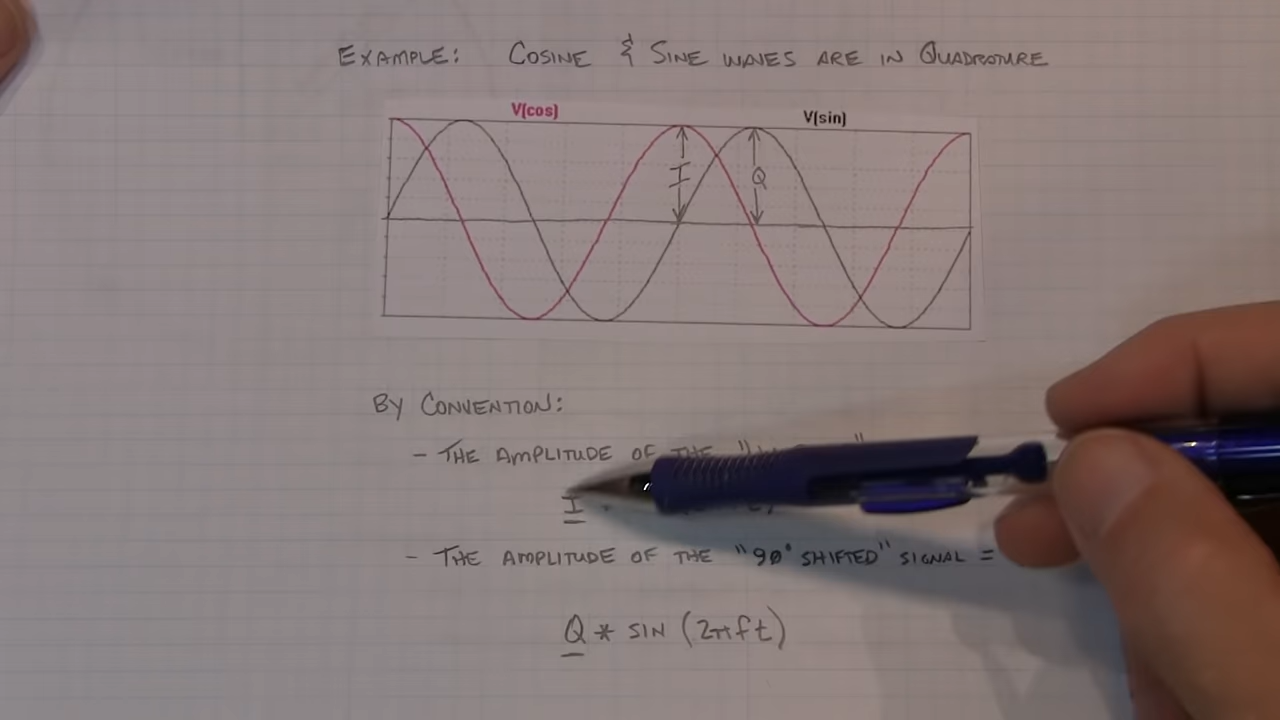 EXAMPLE: COSINE & SINE WAVES ARE IN QUADRATURE
V(cos) V(sin)
I Q
BY CONVENTION:
- THE AMPLITUDE OF THE "
I
- THE AMPLITUDE OF THE "90° SHIFTED" SIGNAL =
Q * SIN (2πft)